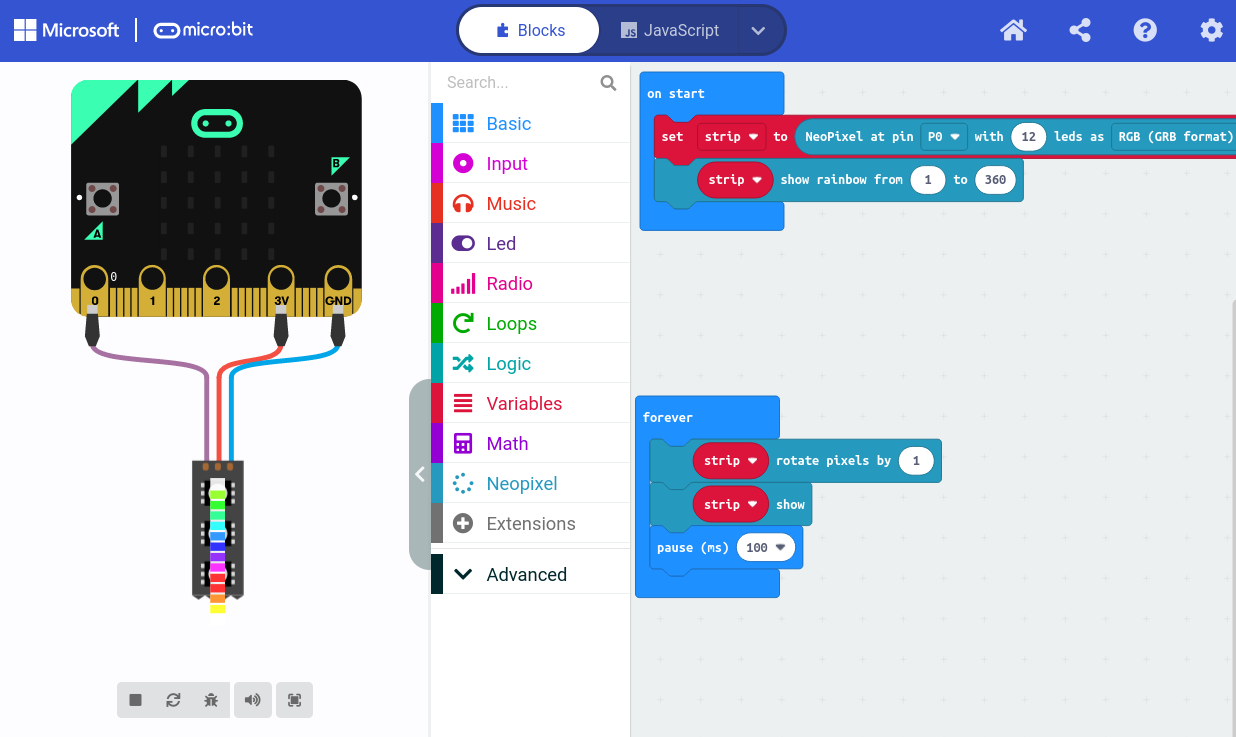 Microsoft micro:bit Blocks JavaScript
B
A
0
0 1 2 3V GND
Search...
Basic
Input
Music
Led
Radio
Loops
Logic
Variables
Math
Neopixel
Extensions
Advanced
on start
set strip to NeoPixel at pin P0 with 12 leds as RGB (GRB format)
strip show rainbow from 1 to 360
forever
strip rotate pixels by 1
strip show
pause (ms) 100